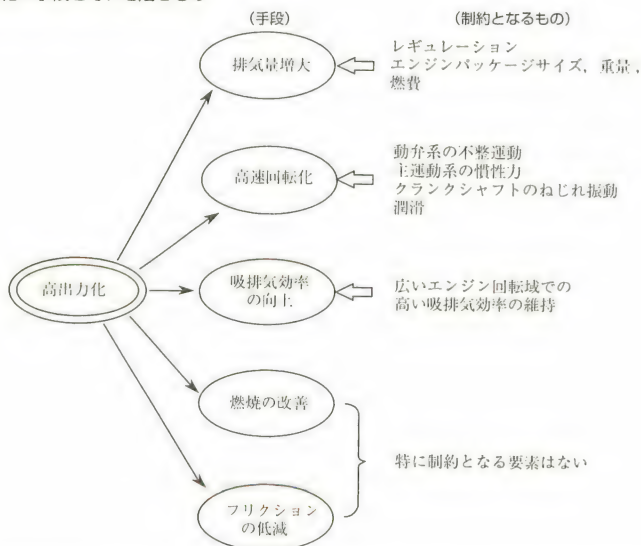 （手段）
（制約となるもの）
排気量増大
レギュレーション
エンジンパッケージサイズ，重量，
燃費
高速回転化
動弁系の不整運動
主運動系の慣性力
クランクシャフトのねじれ振動
潤滑
高出力化
吸排気効率
の向上
広いエンジン回転域での
高い吸排気効率の維持
燃焼の改善
特に制約となる要素はない
フリクション
の低減